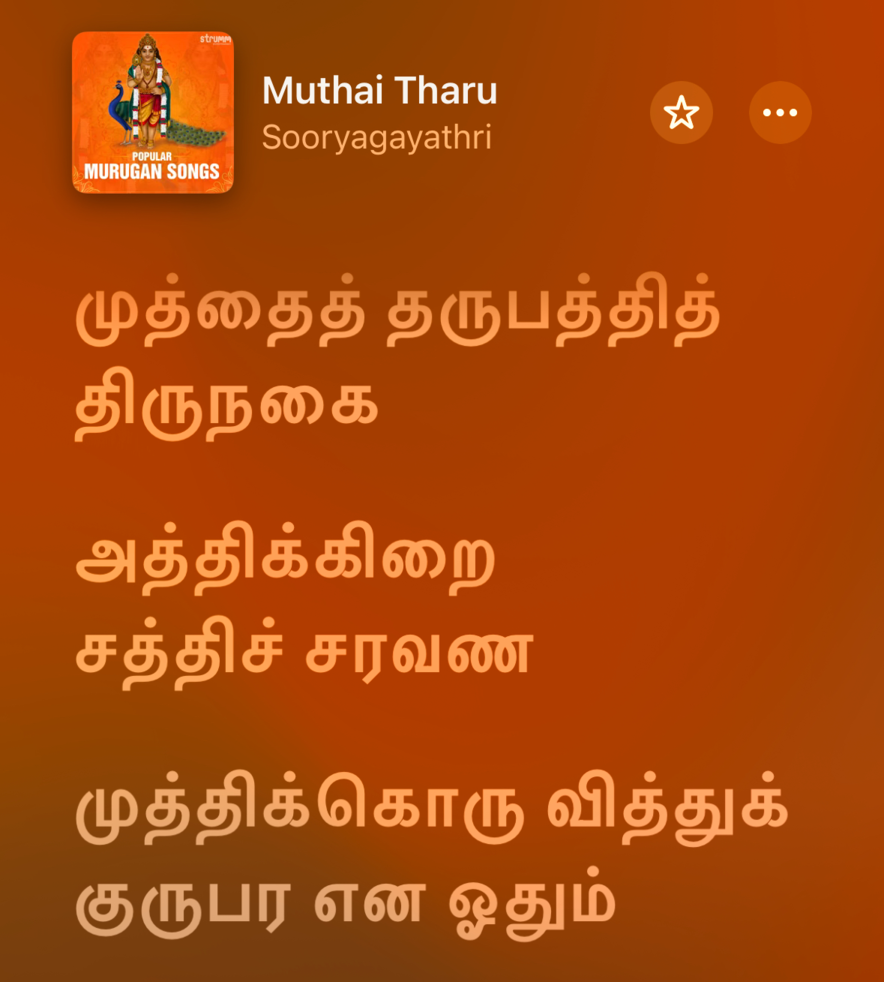 strumm
POPULAR
MURUGAN SONGS
Muthai Tharu
Sooryagayathri
முத்தைத் தருபத்தித்
திருநகை
அத்திக்கிறை
சத்திச் சரவண
முத்திக்கொரு வித்துக்
குருபர என ஓதும்